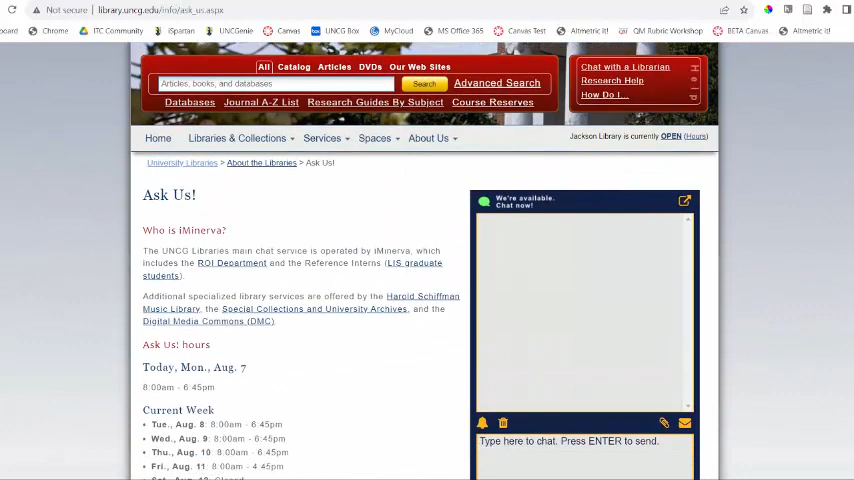 Not secure | library.uncg.edu/info/ask_us.aspx
board Chrome ITC Community iSpartan UNCGenie Canvas UNCG Box MyCloud MS Office 365 Canvas Test Altmetric it! QM Rubric Workshop BETA Canvas. Altmetric it!
All Catalog Articles DVDs Our Web Sites
Articles, books, and databases Search Advanced Search
Databases Journal A-Z List Research Guides By Subject Course Reserves
Chat with a Librarian
Research Help
How Do I...
Help
Home Libraries & Collections Services Spaces About Us
Jackson Library is currently OPEN (Hours)
University Libraries > About the Libraries > Ask Us!
Ask Us!
Who is iMinerva?
The UNCG Libraries main chat service is operated by iMinerva, which
includes the ROI Department and the Reference Interns (LIS graduate
students).
Additional specialized library services are offered by the Harold Schiffman
Music Library, the Special Collections and University Archives, and the
Digital Media Commons (DMC)
Ask Us! hours
Today, Mon., Aug. 7
8:00am - 6:45pm
Current Week
Tue., Aug. 8: 8:00am - 6:45pm
Wed., Aug. 9: 8:00am - 6:45pm
Thu., Aug. 10: 8:00am - 6:45pm
Fri., Aug. 11: 8:00am - 4:45pm
Sat., Aug. 12: Closed
We're available.
Chat now!
Type here to chat. Press ENTER to send.